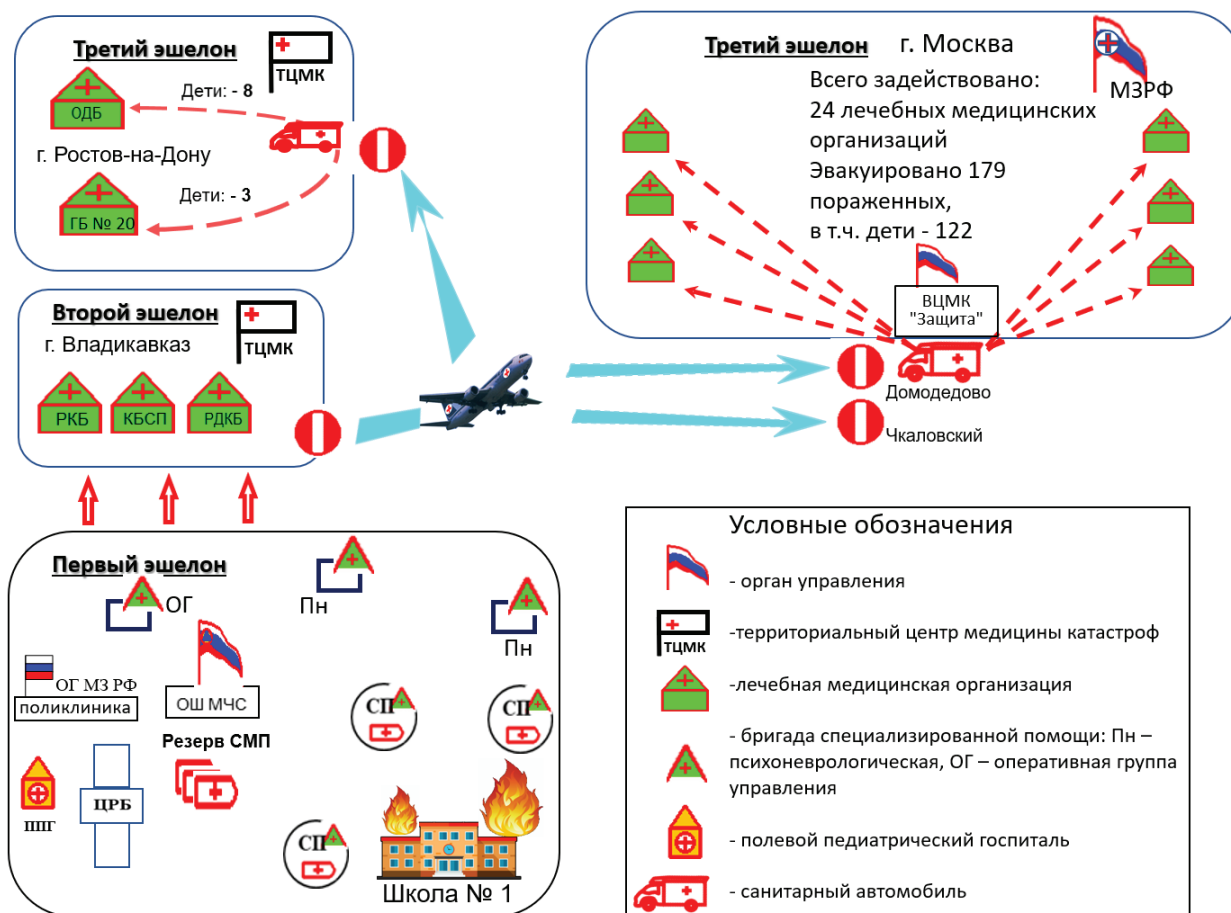 Третий эшелон
ТЦМК
Дети: - 8
ОДБ
г. Ростов-на-Дону
Дети: - 3
ГБ № 20
Третий эшелон г. Москва
МЗРФ
Всего задействовано:
24 лечебных медицинских
организаций
Эвакуировано 179
пораженных,
в т.ч. дети - 122
ВЦМК
"Защита"
Домодедово
Чкаловский
Второй эшелон
г. Владикавказ
ТЦМК
РКБ
КБСП
РДКБ
Первый эшелон
ОГ
Пн
Пн
ОГ МЗ РФ
поликлиника
ОШ МЧС
Резерв СМП
СП
СП
ППГ
ЦРБ
СП
Школа № 1
Условные обозначения
- орган управления
ТЦМК
-территориальный центр медицины катастроф
-лечебная медицинская организация
- бригада специализированной помощи: Пн –
психоневрологическая, ОГ – оперативная группа
управления
- полевой педиатрический госпиталь
- санитарный автомобиль